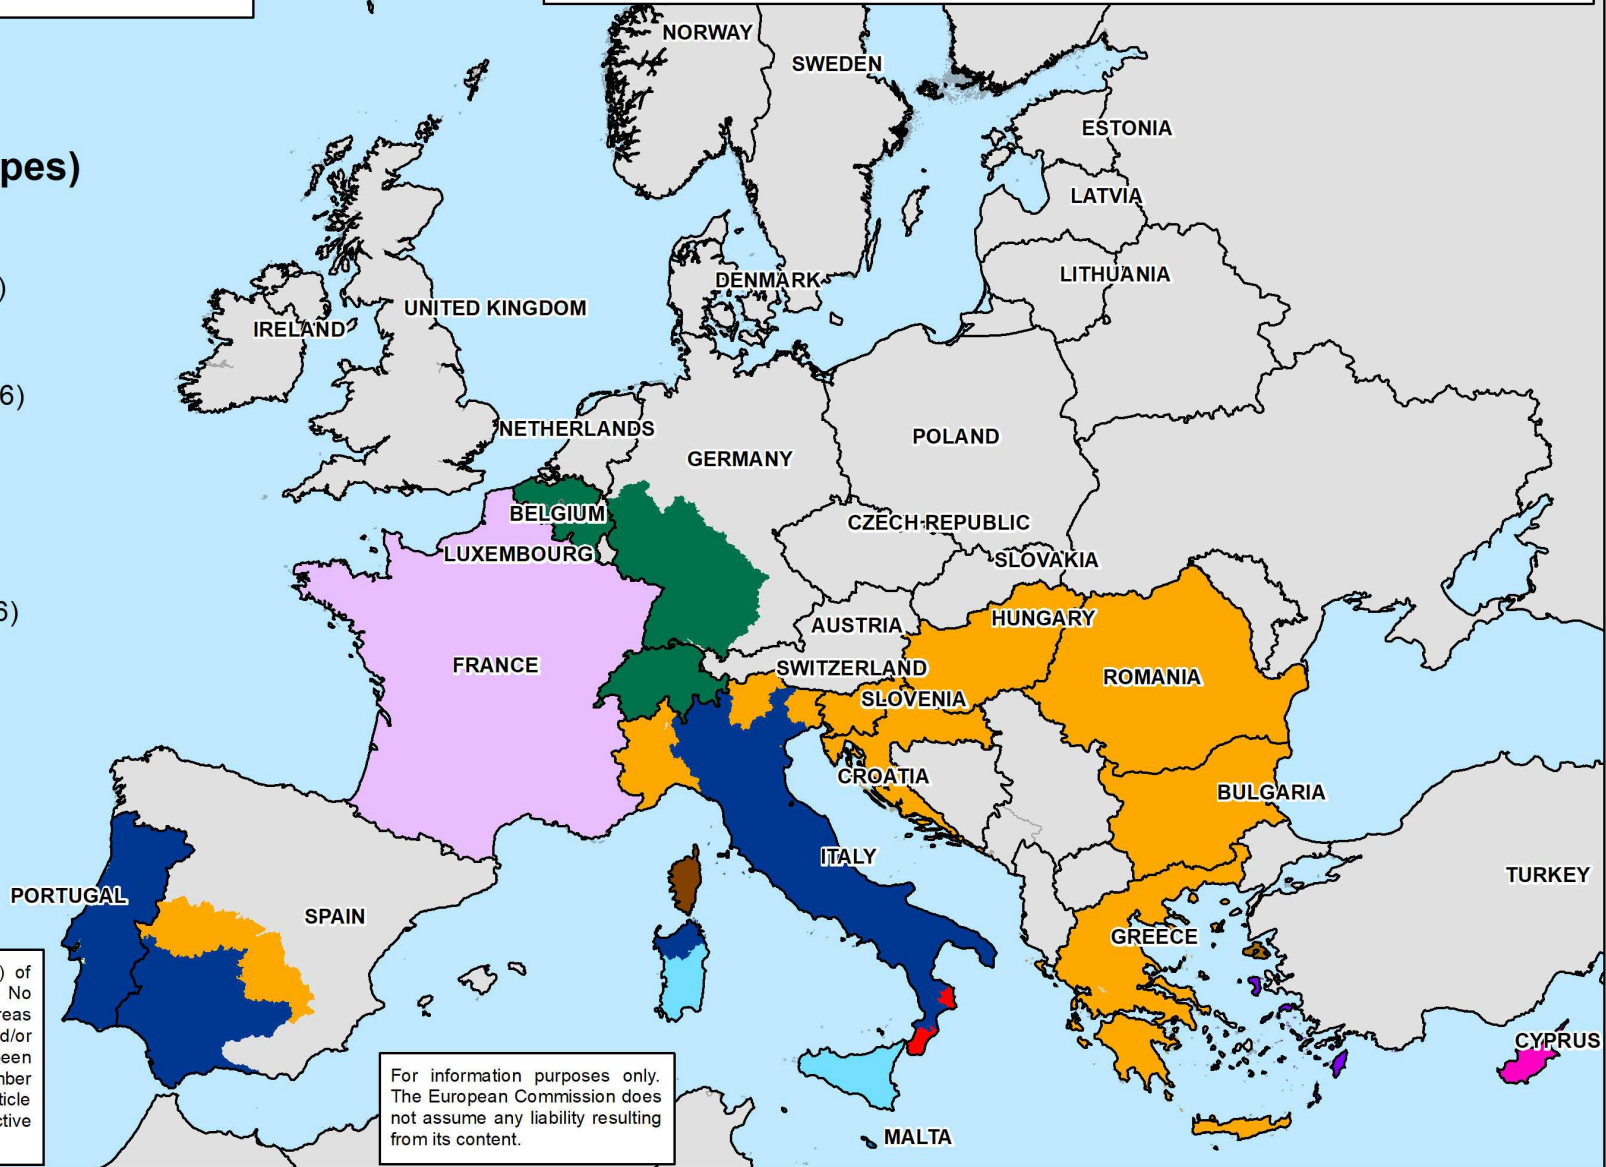 NORWAY
SWEDEN
ESTONIA
pes)
LATVIA
LITHUANIA
DENMARK
)
UNITED KINGDOM
IRELAND
6)
NETHERLANDS
POLAND
GERMANY
BELGIUM
CZECH REPUBLIC
LUXEMBOURG
SLOVAKIA
6)
HUNGARY
AUSTRIA
FRANCE
SWITZERLAND
ROMANIA
SLOVENIA
CROATIA
BULGARIA
ITALY
TURKEY
PORTUGAL
SPAIN
GREECE
) of
No
reas
d/or
een
mber
ticle
ctive
CYPRUS
For information purposes only.
The European Commission does
not assume any liability resulting
from its content.
MALTA